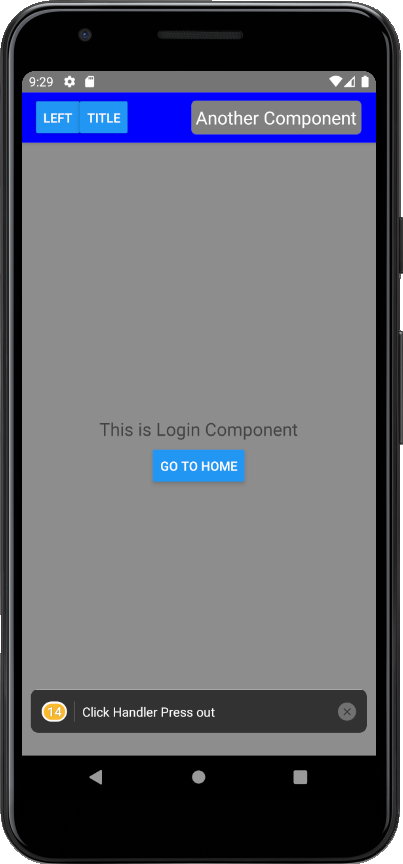 9:29
LEFT TITLE Another Component
This is Login Component
GO TO HOME
14 Click Handler Press out